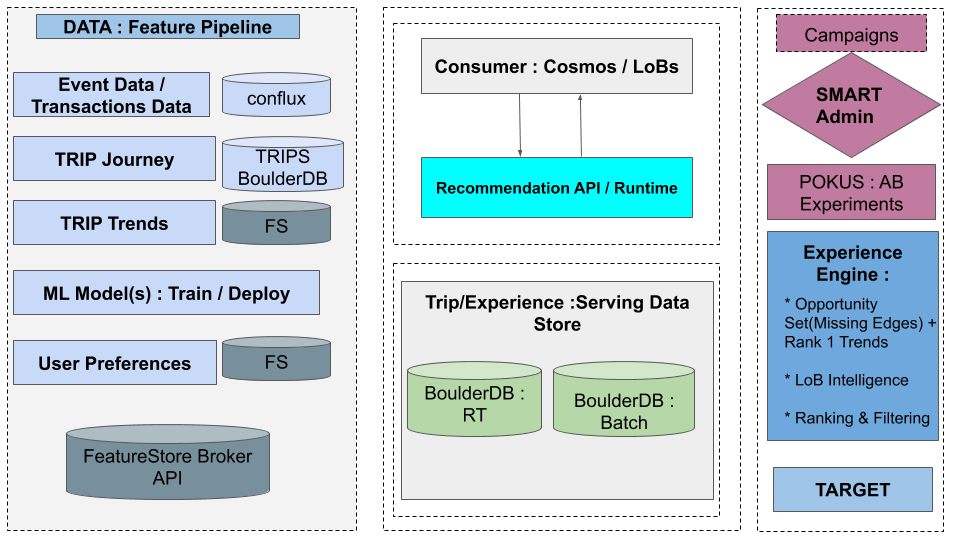 DATA : Feature Pipeline
Event Data /
Transactions Data
conflux
TRIP Journey
TRIPS
BoulderDB
TRIP Trends
FS
ML Model(s) : Train / Deploy
User Preferences
FS
FeatureStore Broker
API
Consumer : Cosmos / LoBs
Recommendation API / Runtime
Trip/Experience :Serving Data
Store
BoulderDB :
RT
BoulderDB :
Batch
Campaigns
SMART
Admin
POKUS : AB
Experiments
Experience
Engine :
* Opportunity
Set(Missing Edges) +
Rank 1 Trends
* LoB Intelligence
* Ranking & Filtering
TARGET